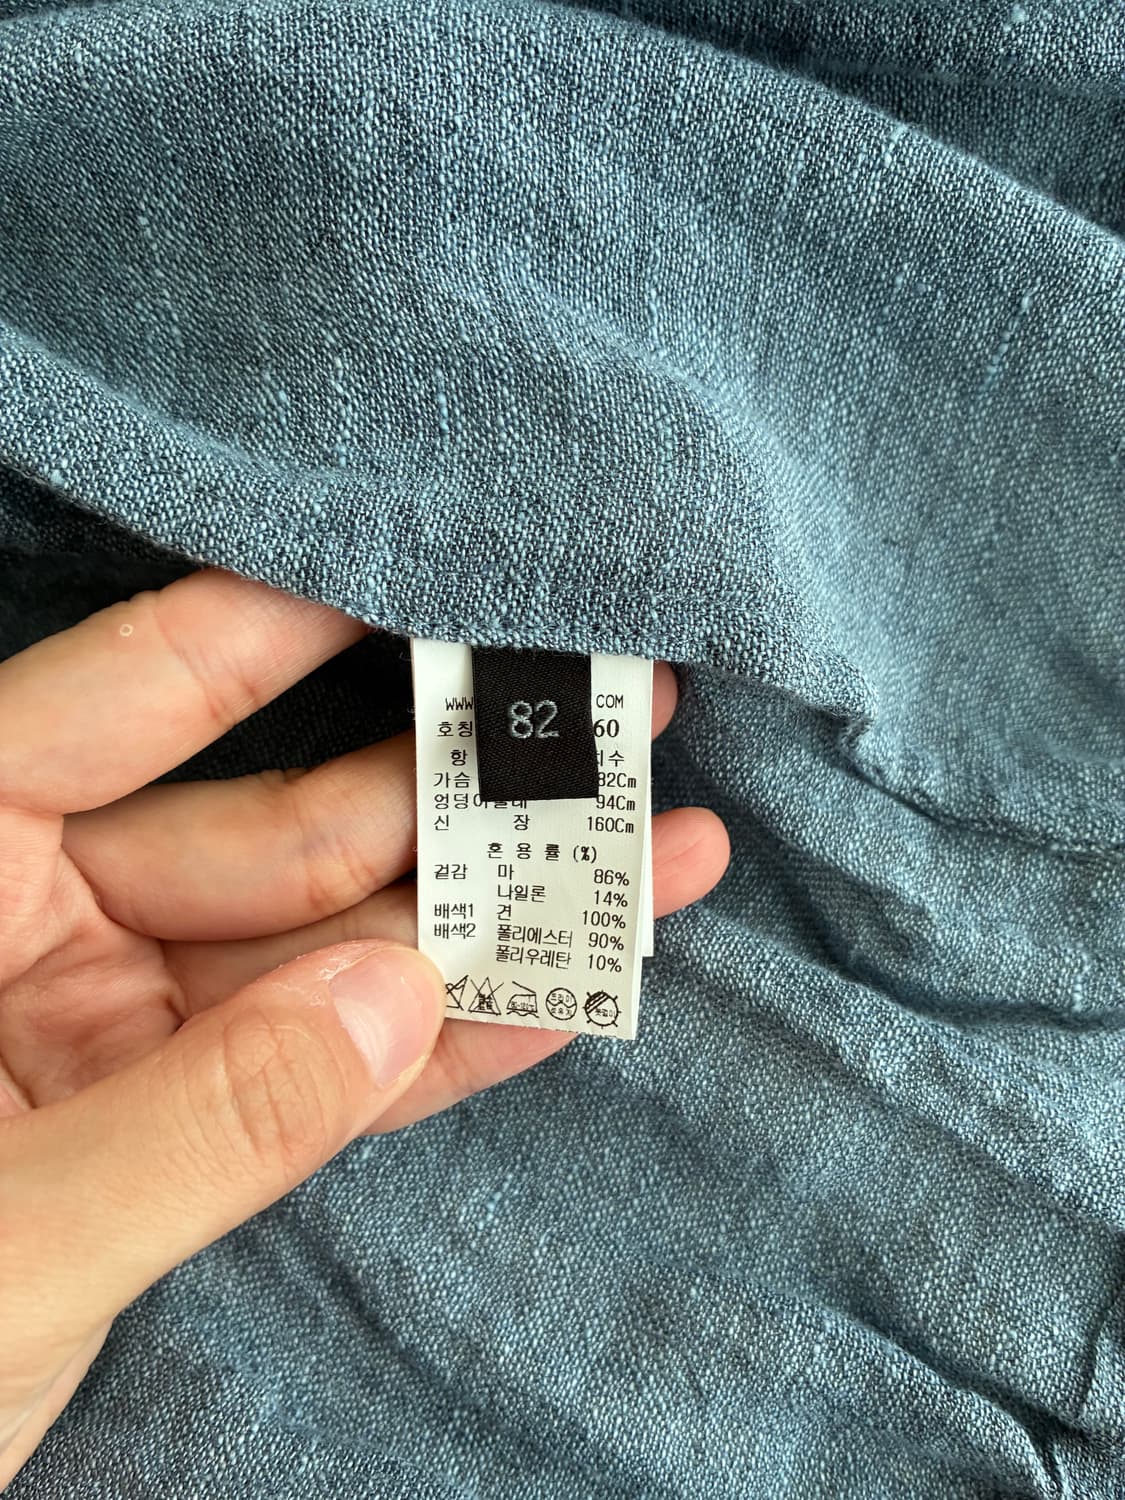 82
WWW COM
호칭 60
항 치수
가슴 82Cm
엉덩이둘레 94Cm
신 장 160Cm
혼 용 률 (%)
겉감 마 86%
나일론 14%
배색1 견 100%
배색2 폴리에스터 90%
폴리우레탄 10%